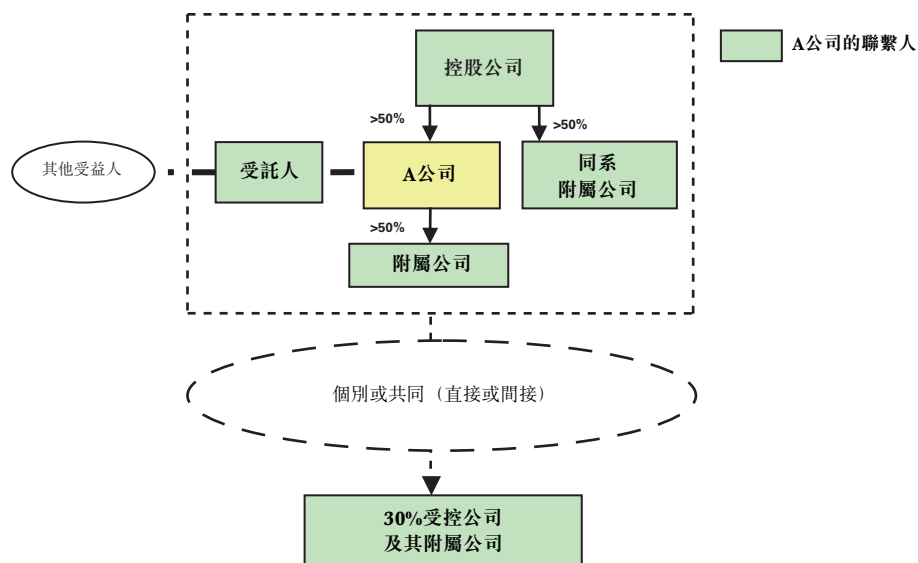 控股公司
A公司的聯繫人
>50%
>50%
其他受益人
受託人
A公司
同系
附屬公司
>50%
附屬公司
個別或共同（直接或間接）
30%受控公司
及其附屬公司